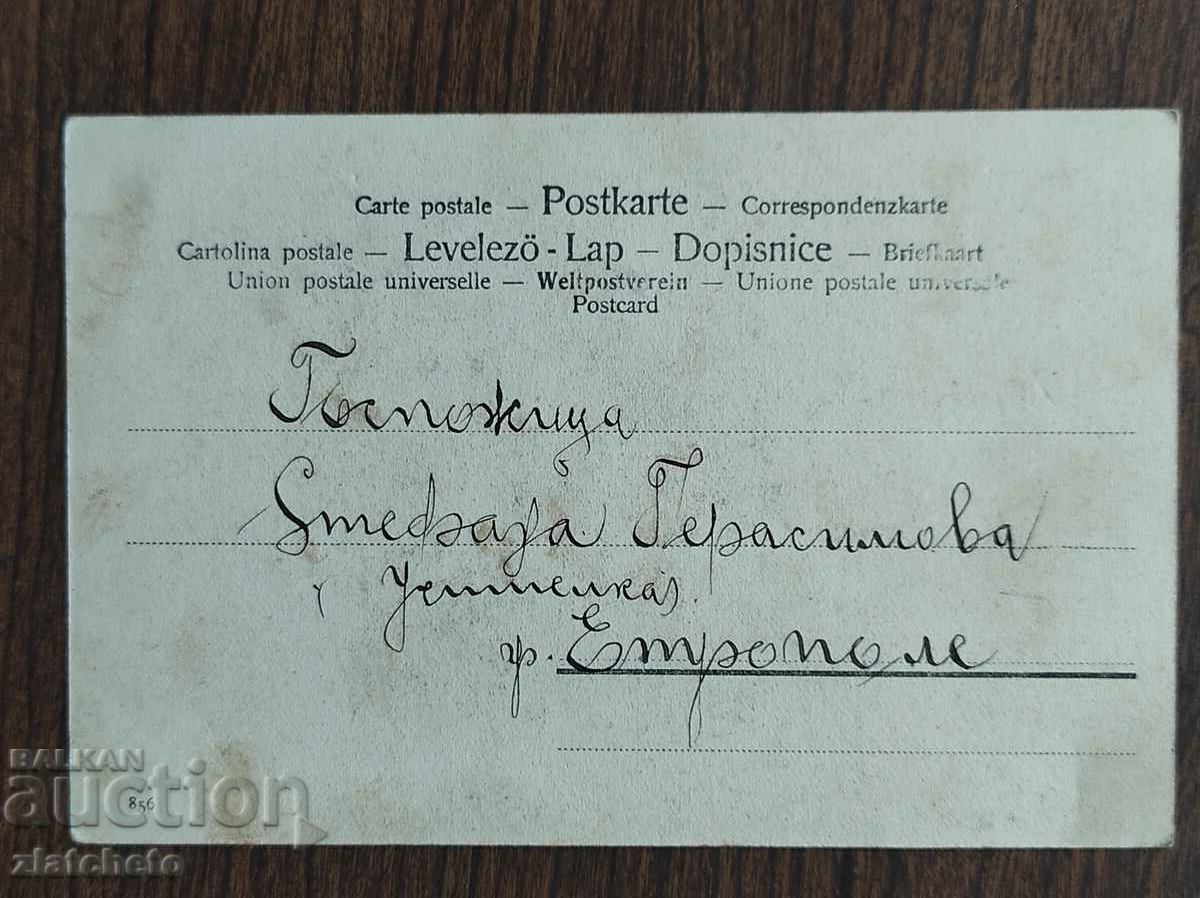 Carte postale — Postkarte — Correspondenzkarte
Cartolina postale — Levelezö - Lap — Dopisnice — Briefkaart
Union postale universelle — Weltpostverein — Unione postale universale
Postcard
Госпожица
Герасимова
(Учителка)
гр. Етрополе
856
BALKAN
auction
zlatcheto